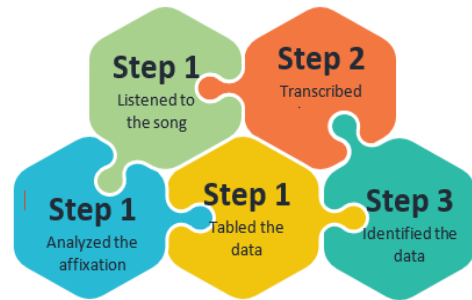 Step 1
Listened to
the song
Step 2
Transcribed
Step 1
Analyzed the
affixation
Step 1
Tabled the
data
Step 3
Identified the
data